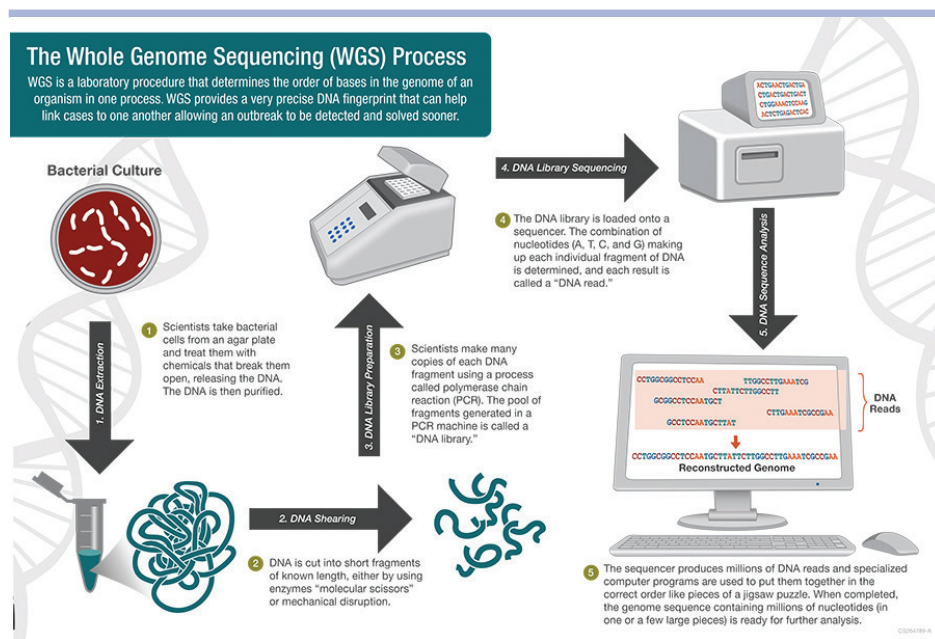 The Whole Genome Sequencing (WGS) Process
WGS is a laboratory procedure that determines the order of bases in the genome of an
organism in one process. WGS provides a very precise DNA fingerprint that can help
link cases to one another allowing an outbreak to be detected and solved sooner.
Bacterial Culture
1. DNA Extraction
1 Scientists take bacterial
cells from an agar plate
and treat them with
chemicals that break them
open, releasing the DNA.
The DNA is then purified.
2. DNA Shearing
2 DNA is cut into short fragments
of known length, either by using
enzymes “molecular scissors”
or mechanical disruption.
3. DNA Library Preparation
3 Scientists make many
copies of each DNA
fragment using a process
called polymerase chain
reaction (PCR). The pool of
fragments generated in a
PCR machine is called a
“DNA library.”
4. DNA Library Sequencing
4 The DNA library is loaded onto a
sequencer. The combination of
nucleotides (A, T, C, and G) making
up each individual fragment of DNA
is determined, and each result is
called a “DNA read.”
ACTGAACTGACTGA
CTGACTGACTGACT
CTGGAAACTCCAAG
ACTCTGAGACTCAC
5. DNA Sequence Analysis
CCTGGCGGCCTCCAA
TTGGCCTTGAAATCG
CTTATTCTTGGCCTT
GCGGCCTCCAATGCT
CTTGAAATCGCCGAA
GCCTCCAATGCTTAT
DNA
Reads
CCTGGCGGCCTCCAATGCTTATTCTTGGCCTTGAAATCGCCGAA
Reconstructed Genome
5 The sequencer produces millions of DNA reads and specialized
computer programs are used to put them together in the
correct order like pieces of a jigsaw puzzle. When completed,
the genome sequence containing millions of nucleotides (in
one or a few large pieces) is ready for further analysis.